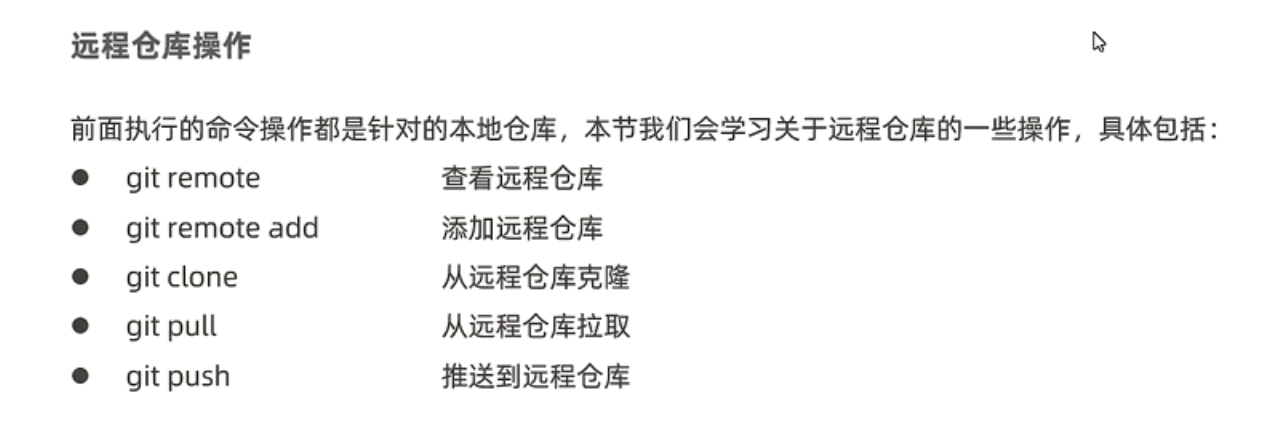 远程仓库操作
前面执行的命令操作都是针对的本地仓库，本节我们会学习关于远程仓库的一些操作，具体包括：
● git remote 查看远程仓库
● git remote add 添加远程仓库
● git clone 从远程仓库克隆
● git pull 从远程仓库拉取
● git push 推送到远程仓库